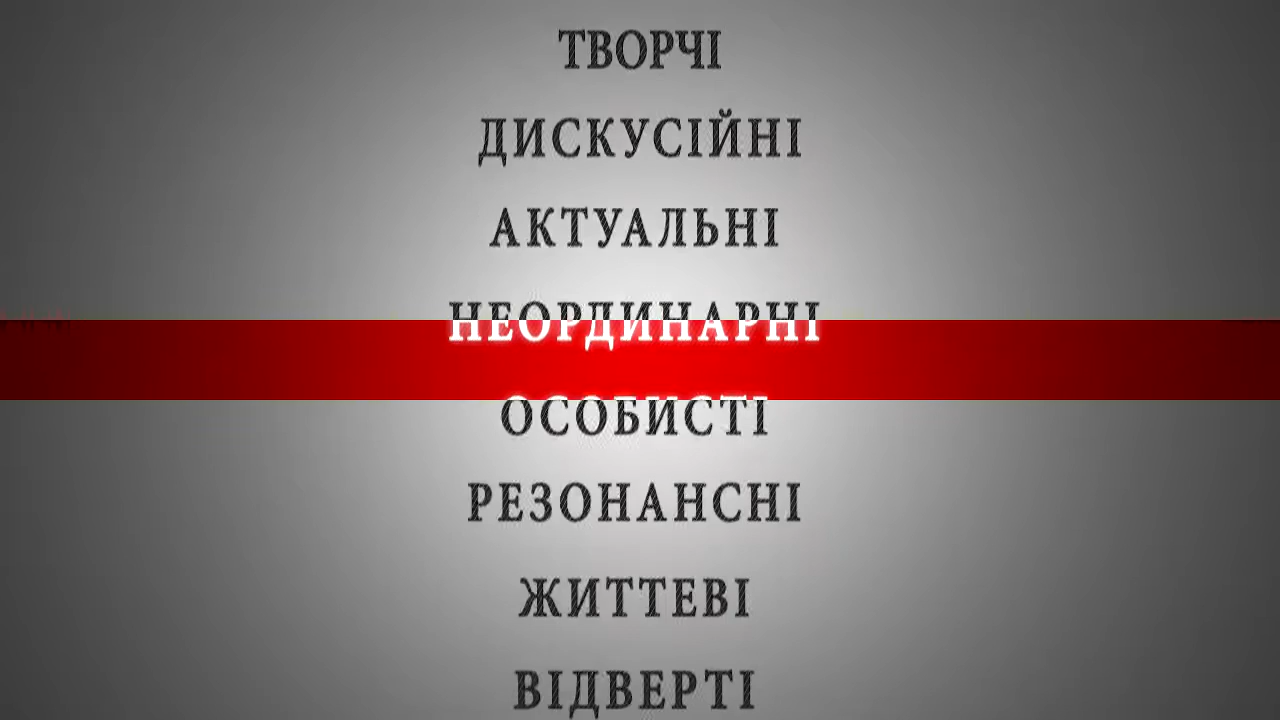 ТВОРЧІ
ДИСКУСІЙНІ
АКТУАЛЬНІ
НЕОРДИНАРНІ
ОСОБИСТІ
РЕЗОНАНСНІ
ЖИТТЕВІ
ВІДВЕРТІ